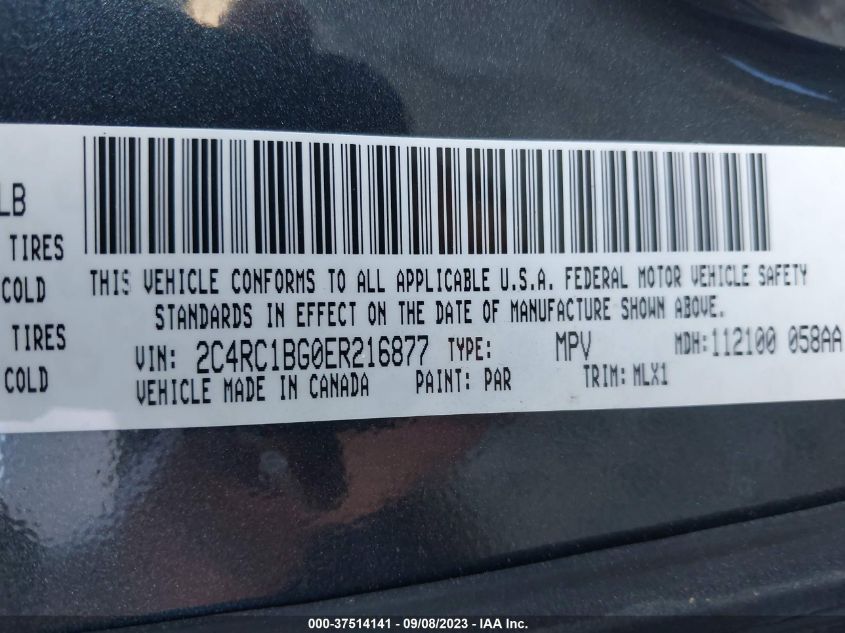 LB
TIRES
COLD
THIS VEHICLE CONFORMS TO ALL APPLICABLE U.S.A. FEDERAL MOTOR VEHICLE SAFETY
STANDARDS IN EFFECT ON THE DATE OF MANUFACTURE SHOWN ABOVE.
TIRES
COLD
VIN: 2C4RC1BG0ER216877 TYPE: MPV MDH: 112100 058AA
VEHICLE MADE IN CANADA PAINT: PAR TRIM: MLX1
000-37514141 - 09/08/2023 - IAA Inc.